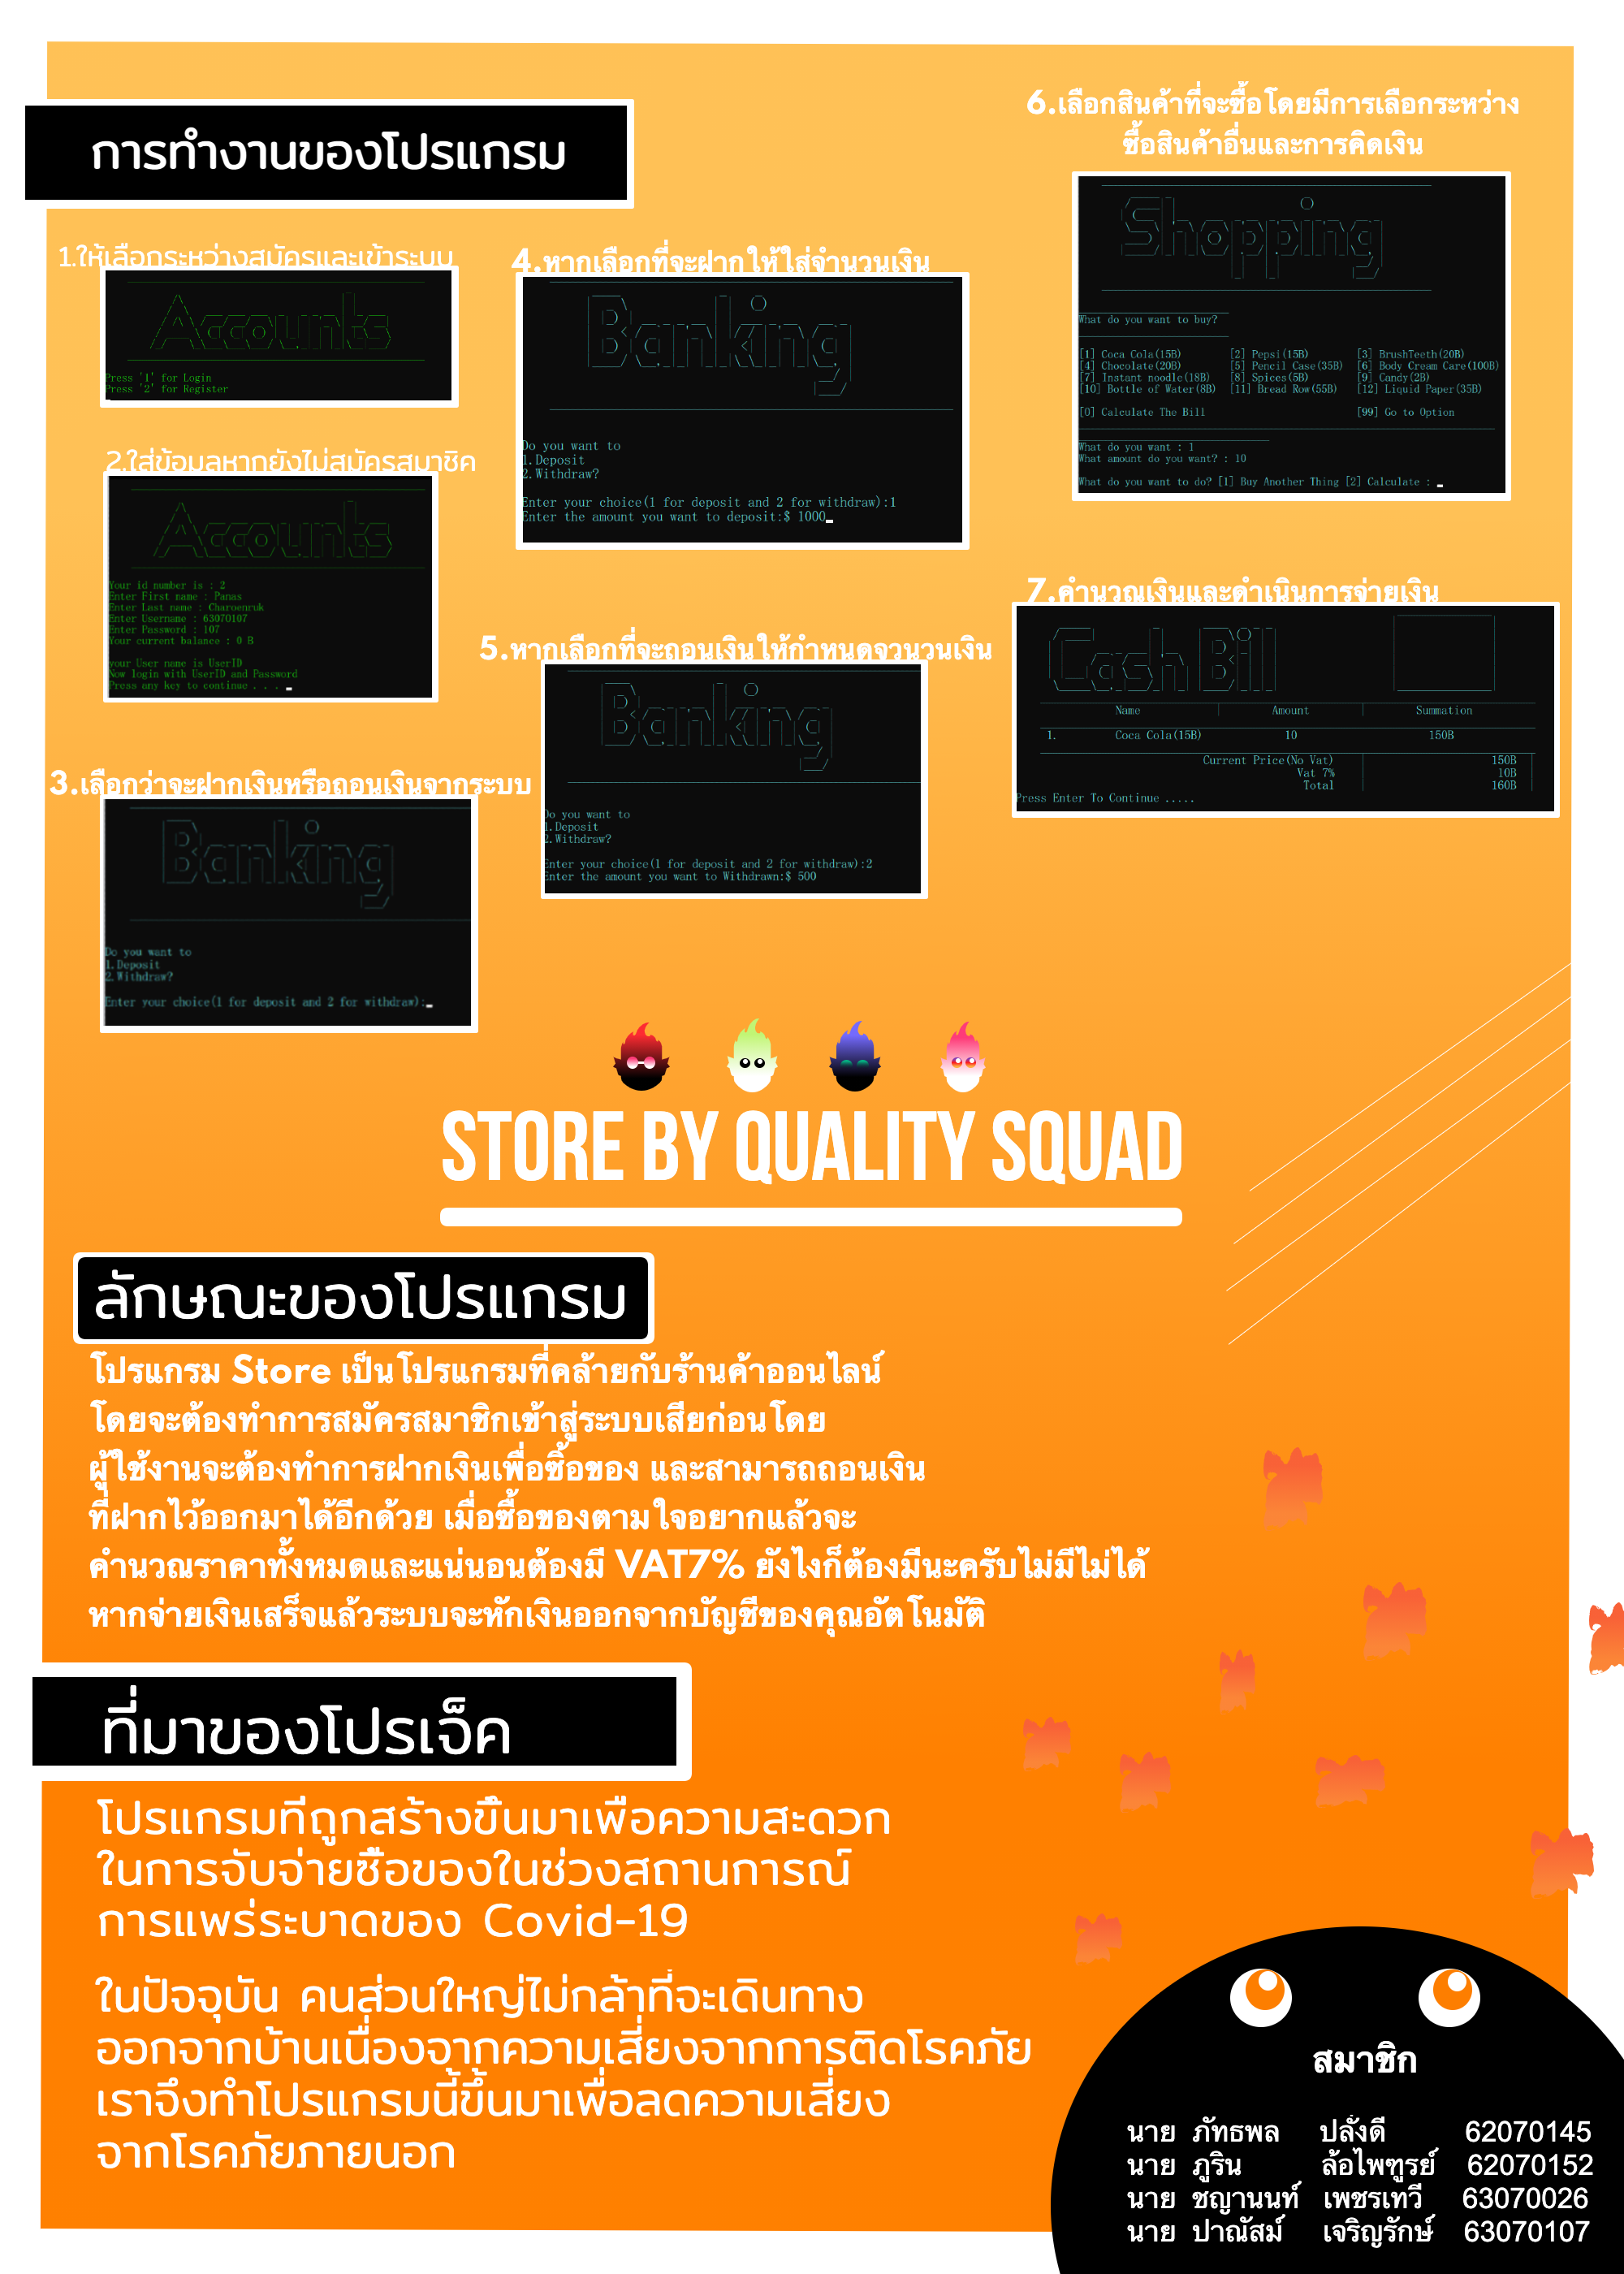 การทำงานของโปรแกรม
1.ให้เลือกระหว่างสมัครและเข้าระบบ
Accounts
Press '1' for Login
Press '2' for Register
2.ใส่ข้อมูลหากยังไม่สมัครสมาชิค
Accounts
Your id number is : 2
Enter First name : Panas
Enter Last name : Charoenruk
Enter Username : 63070107
Enter Password : 107
Your current balance : 0 B
your User name is UserID
Now login with UserID and Password
Press any key to continue . . .
3.เลือกว่าจะฝากเงินหรือถอนเงินจากระบบ
Banking
Do you want to
1.Deposit
2.Withdraw?
Enter your choice(1 for deposit and 2 for withdraw):
4.หากเลือกที่จะฝากให้ใส่จำนวนเงิน
Banking
Do you want to
1.Deposit
2.Withdraw?
Enter your choice(1 for deposit and 2 for withdraw):1
Enter the amount you want to deposit:$ 1000
5.หากเลือกที่จะถอนเงินให้กำหนดจวนวนเงิน
Banking
Do you want to
1.Deposit
2.Withdraw?
Enter your choice(1 for deposit and 2 for withdraw):2
Enter the amount you want to Withdrawn:$ 500
6.เลือกสินค้าที่จะซื้อโดยมีการเลือกระหว่าง
ซื้อสินค้าอื่นและการคิดเงิน
Shopping
What do you want to buy?
[1] Coca Cola(15B) [2] Pepsi(15B) [3] BrushTeeth(20B)
[4] Chocolate(20B) [5] Pencil Case(35B) [6] Body Cream Care(100B)
[7] Instant noodle(18B) [8] Spices(5B) [9] Candy(2B)
[10] Bottle of Water(8B) [11] Bread Row(55B) [12] Liquid Paper(35B)
[0] Calculate The Bill [99] Go to Option
What do you want : 1
What amount do you want? : 10
What do you want to do? [1] Buy Another Thing [2] Calculate :
7.คำนวณเงินและดำเนินการจ่ายเงิน
Cash Bill
Name Amount Summation
1. Coca Cola(15B) 10 150B
Current Price(No Vat) 150B
Vat 7% 10B
Total 160B
Press Enter To Continue .....
STORE BY QUALITY SQUAD
ลักษณะของโปรแกรม
โปรแกรม Store เป็นโปรแกรมที่คล้ายกับร้านค้าออนไลน์
โดยจะต้องทำการสมัครสมาชิกเข้าสู่ระบบเสียก่อนโดย
ผู้ใช้งานจะต้องทำการฝากเงินเพื่อซื้อของ และสามารถถอนเงิน
ที่ฝากไว้ออกมาได้อีกด้วย เมื่อซื้อของตามใจอยากแล้วจะ
คำนวณราคาทั้งหมดและแน่นอนต้องมี VAT7% ยังไงก็ต้องมีนะครับไม่มีไม่ได้
หากจ่ายเงินเสร็จแล้วระบบจะหักเงินออกจากบัญชีของคุณอัตโนมัติ
ที่มาของโปรเจ็ค
โปรแกรมที่ถูกสร้างขึ้นมาเพื่อความสะดวก
ในการจับจ่ายซื้อของในช่วงสถานการณ์
การแพร่ระบาดของ Covid-19
ในปัจจุบัน คนส่วนใหญ่ไม่กล้าที่จะเดินทาง
ออกจากบ้านเนื่องจากความเสี่ยงจากการติดโรคภัย
เราจึงทำโปรแกรมนี้ขึ้นมาเพื่อลดความเสี่ยง
จากโรคภัยภายนอก
สมาชิก
นาย ภัทธพล ปลั่งดี 62070145
นาย ภูริน ล้อไพฑูรย์ 62070152
นาย ชญานนท์ เพชรเทวี 63070026
นาย ปาณัสม์ เจริญรักษ์ 63070107